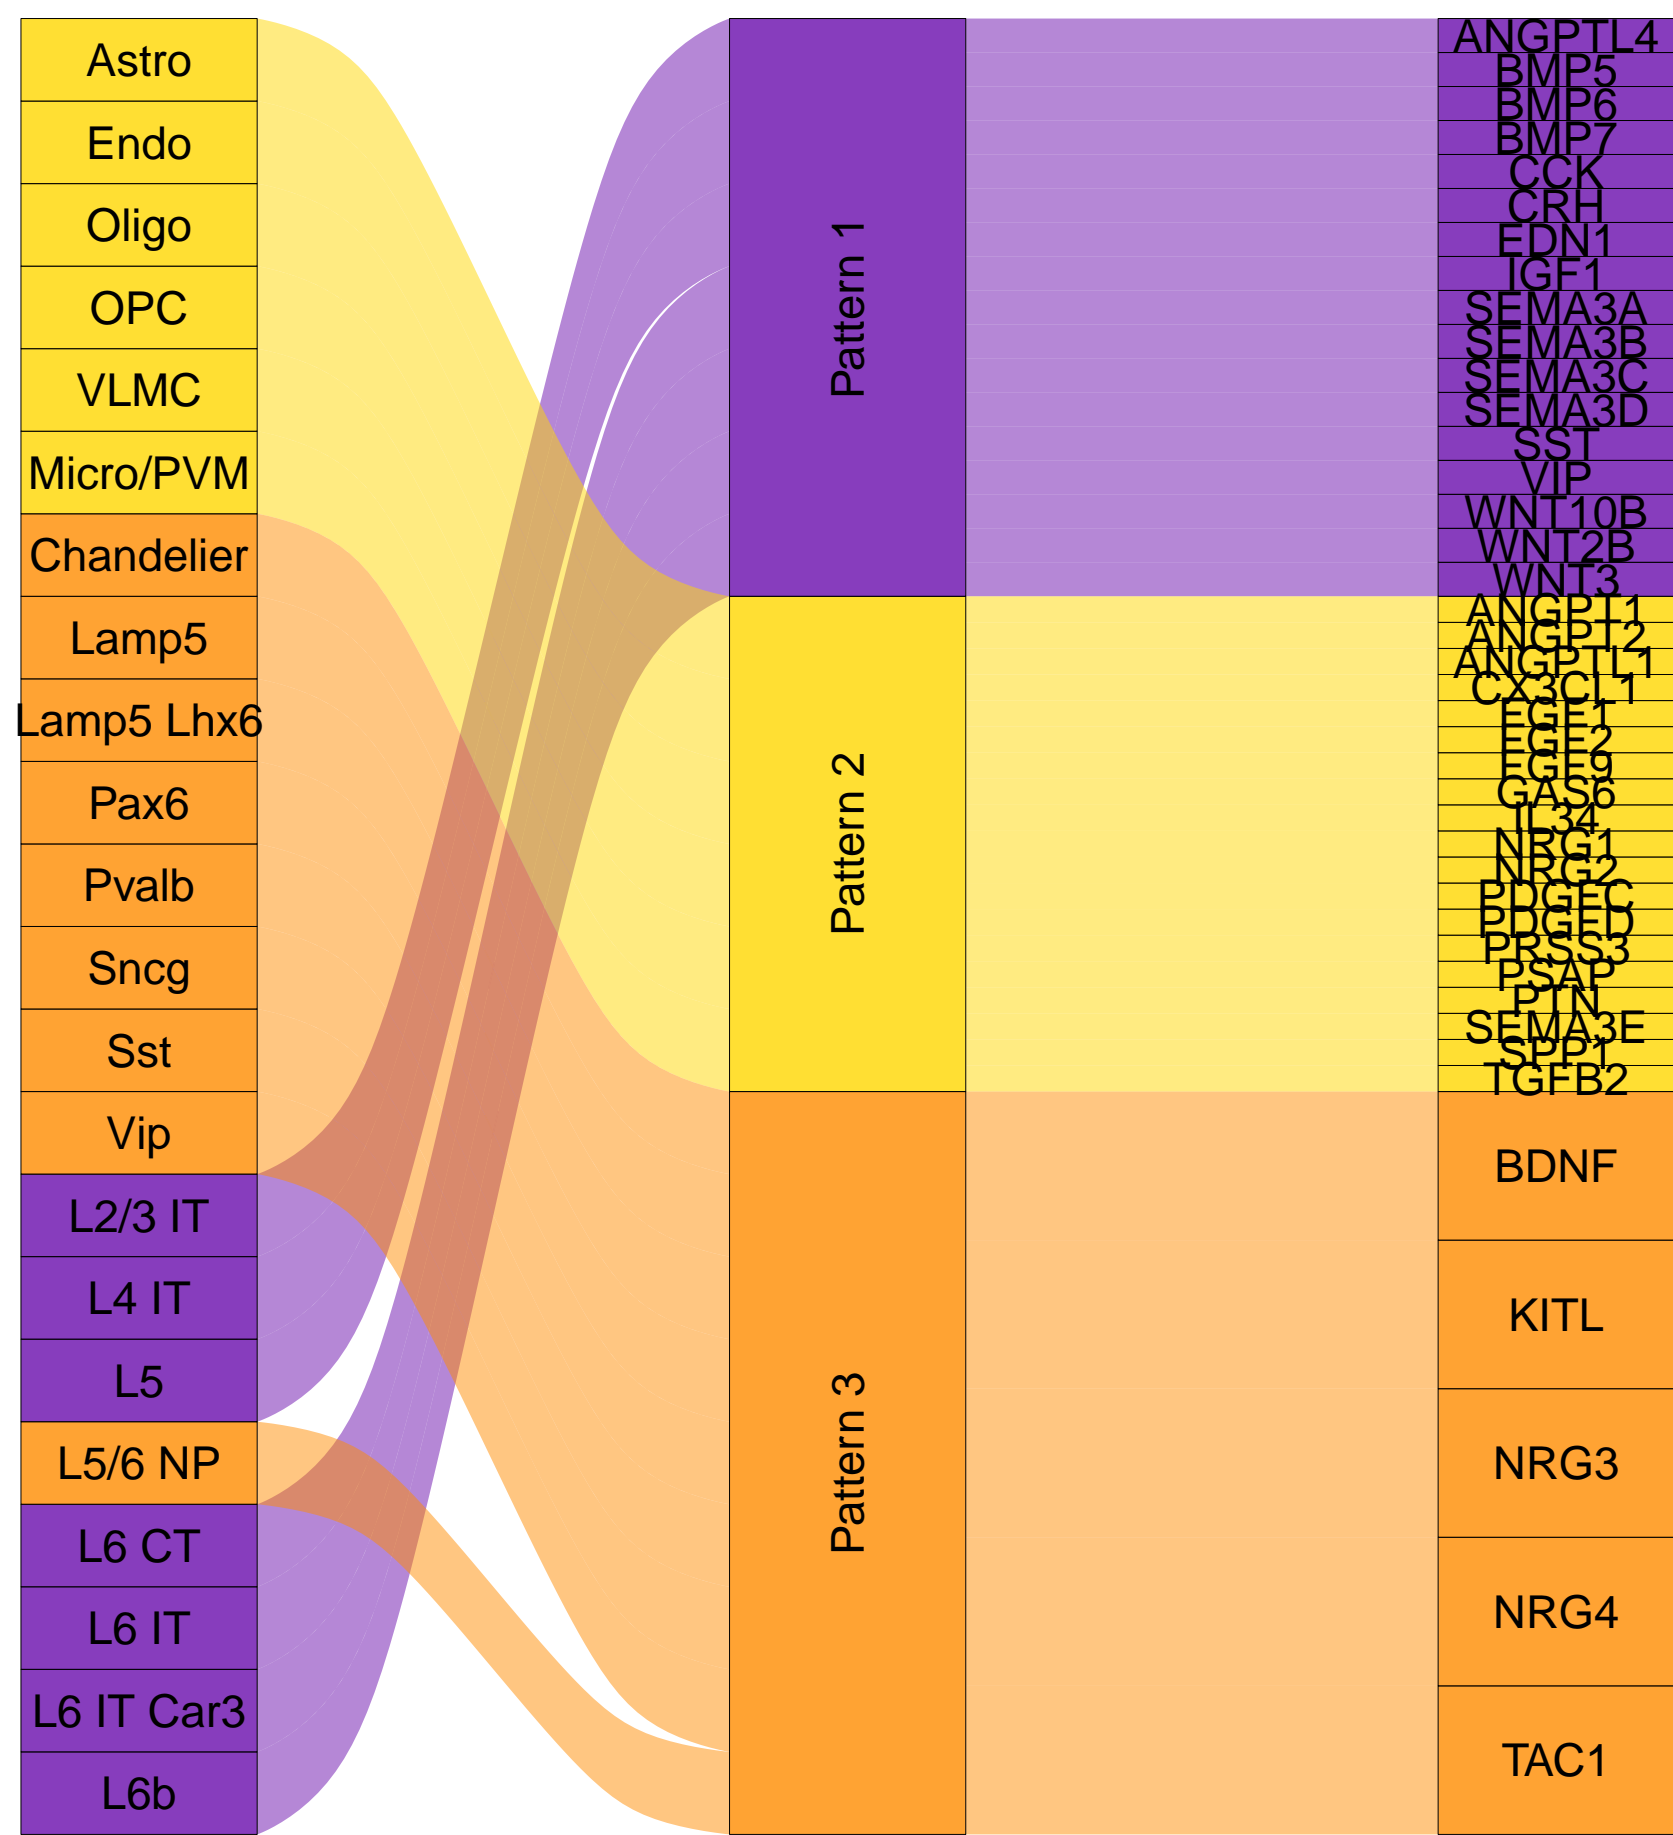 Astro
Endo
Oligo
OPC
VLMC
Micro/PVM
Chandelier
Lamp5
Lamp5 Lhx6
Pax6
Pvalb
Sncg
Sst
Vip
L2/3 IT
L4 IT
L5
L5/6 NP
L6 CT
L6 IT
L6 IT Car3
L6b
Pattern 1
Pattern 2
Pattern 3
ANGPTL4
BMP5
BMP6
BMP7
CCK
CRH
EDN1
IGF1
SEMA3A
SEMA3B
SEMA3C
SEMA3D
SST
VIP
WNT10B
WNT2B
WNT3
ANGPT1
ANGPT2
ANGPTL1
CX3CL1
FGF1
FGF2
FGF9
GAS6
IL34
NRG1
NRG2
PDGFC
PDGFD
PRSS3
PSAP
PTN
SEMA3E
SPP1
TGFB2
BDNF
KITL
NRG3
NRG4
TAC1